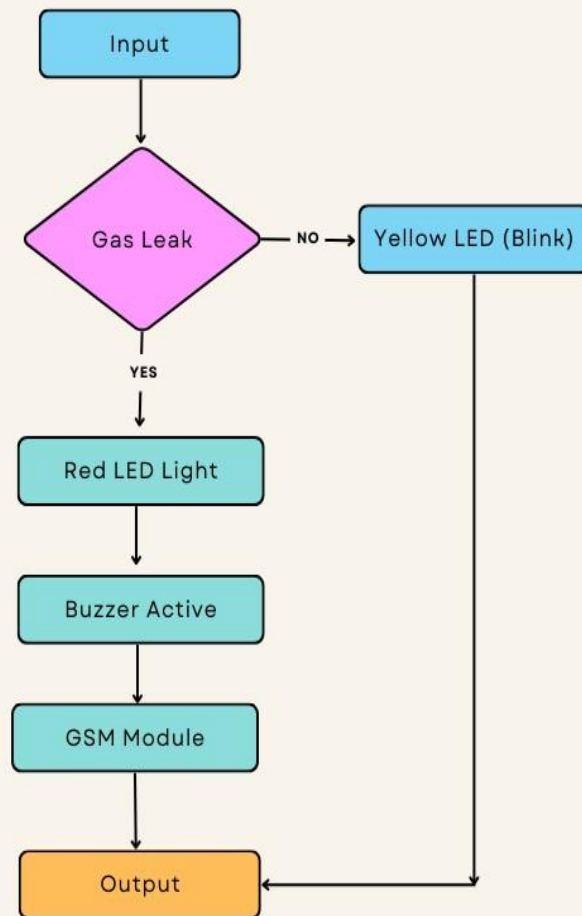 Input
Gas Leak
NO
Yellow LED (Blink)
YES
Red LED Light
Buzzer Active
GSM Module
Output